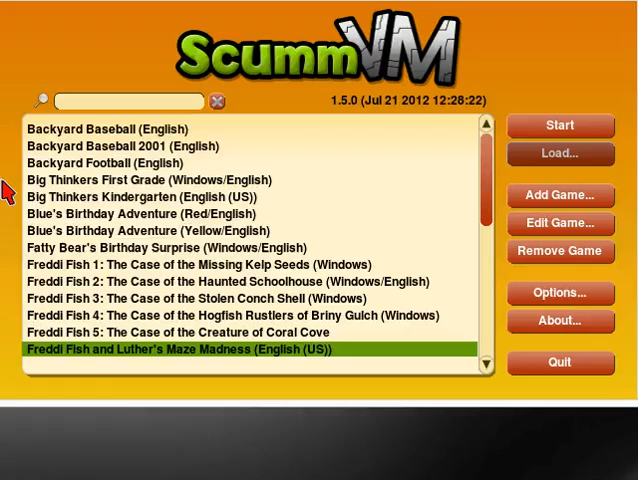 ScummVM
1.5.0 (Jul 21 2012 12:28:22)
Backyard Baseball (English)
Backyard Baseball 2001 (English)
Backyard Football (English)
Big Thinkers First Grade (Windows/English)
Big Thinkers Kindergarten (English (US))
Blue's Birthday Adventure (Red/English)
Blue's Birthday Adventure (Yellow/English)
Fatty Bear's Birthday Surprise (Windows/English)
Freddi Fish 1: The Case of the Missing Kelp Seeds (Windows)
Freddi Fish 2: The Case of the Haunted Schoolhouse (Windows/English)
Freddi Fish 3: The Case of the Stolen Conch Shell (Windows)
Freddi Fish 4: The Case of the Hogfish Rustlers of Briny Gulch (Windows)
Freddi Fish 5: The Case of the Creature of Coral Cove
Freddi Fish and Luther's Maze Madness (English (US))
Start
Load...
Add Game...
Edit Game...
Remove Game
Options...
About...
Quit